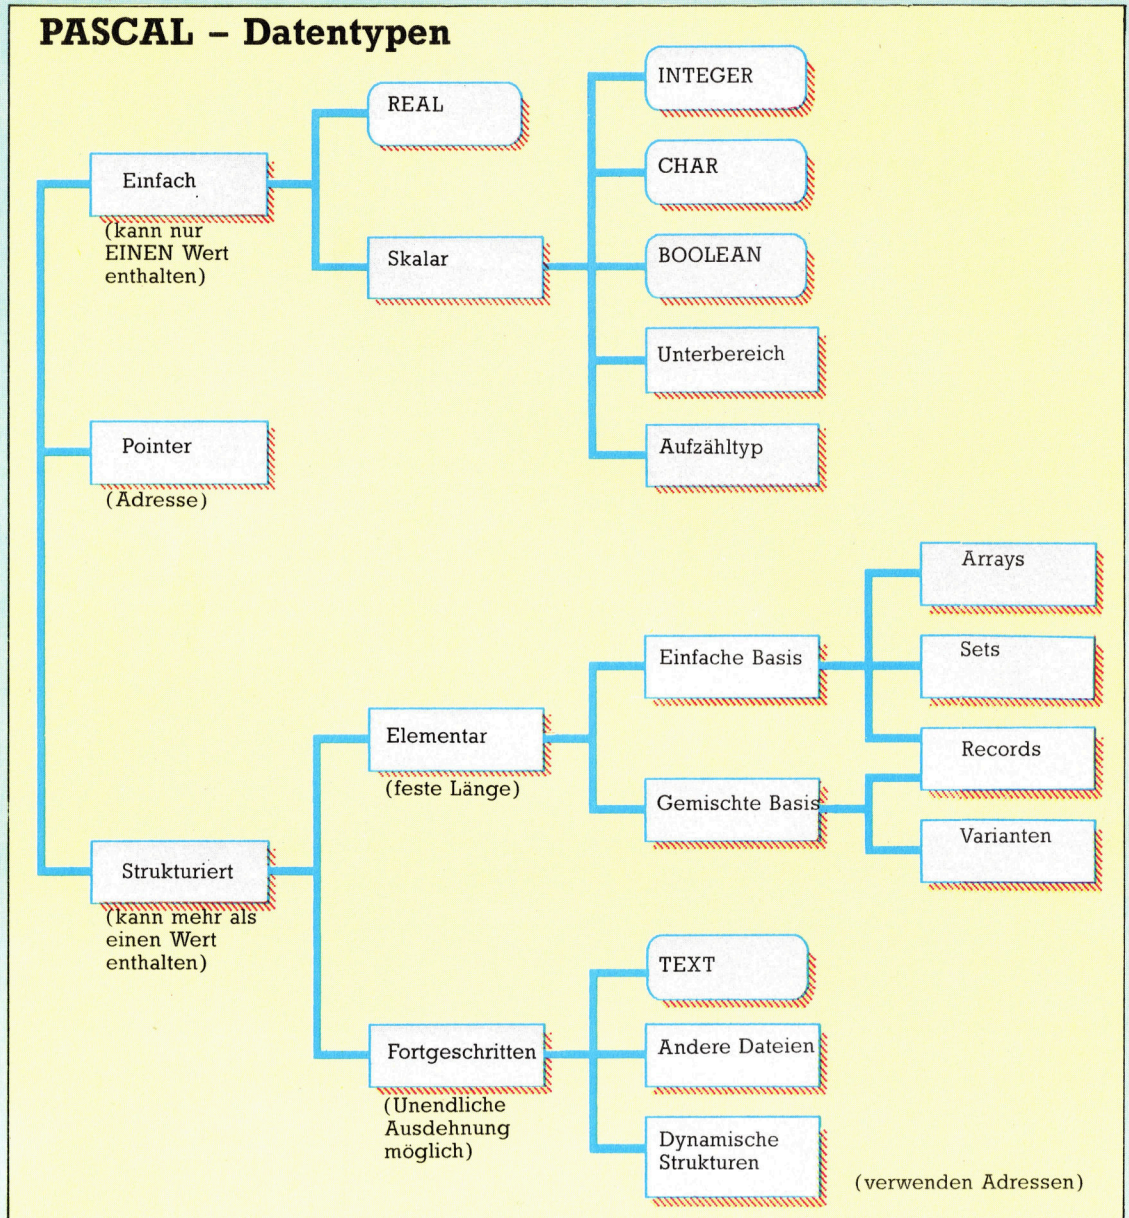 PASCAL – Datentypen
INTEGER
REAL
CHAR
Einfach
(kann nur
EINEN Wert
enthalten)
Skalar
BOOLEAN
Unterbereich
Pointer
(Adresse)
Aufzähltyp
Arrays
Einfache Basis
Sets
Elementar
(feste Länge)
Records
Gemischte Basis
Varianten
Strukturiert
(kann mehr als
einen Wert
enthalten)
TEXT
Fortgeschritten
(Unendliche
Ausdehnung
möglich)
Andere Dateien
Dynamische
Strukturen
(verwenden Adressen)